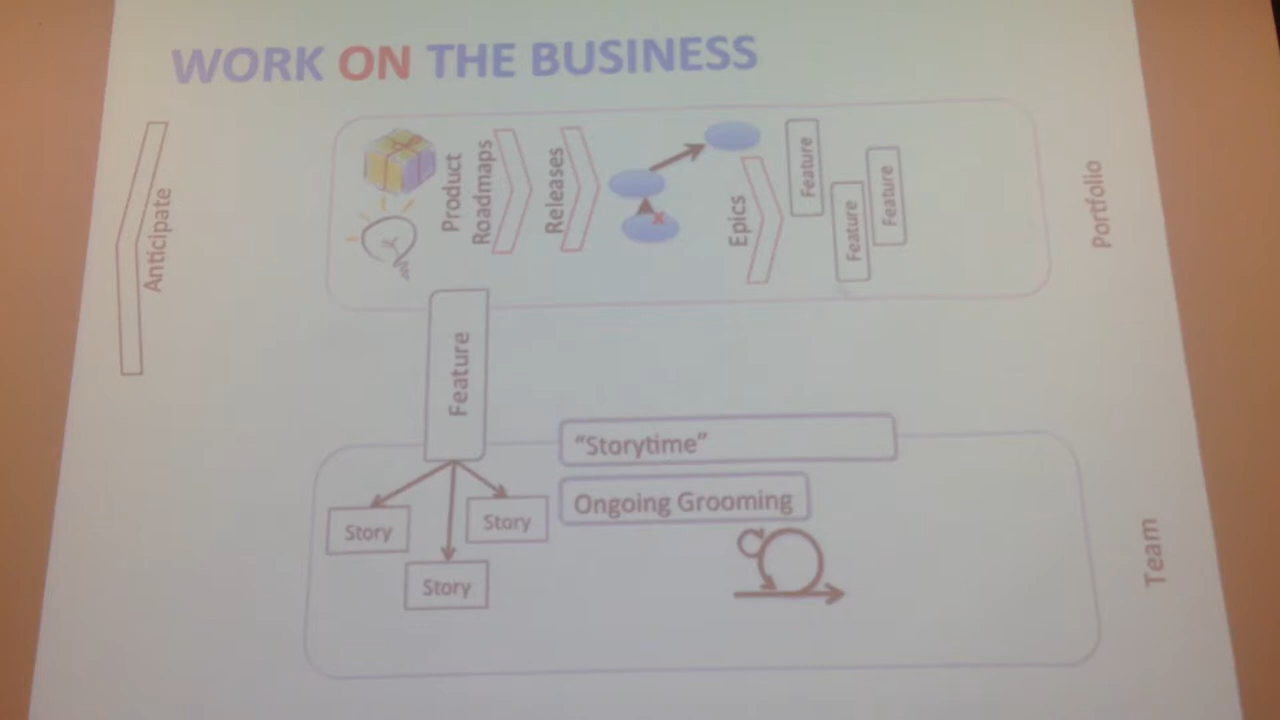 WORK ON THE BUSINESS
Anticipate
Product
Roadmaps
Releases
Epics
Feature
Feature
Feature
Portfolio
Feature
"Storytime"
Ongoing Grooming
Story
Story
Story
Team